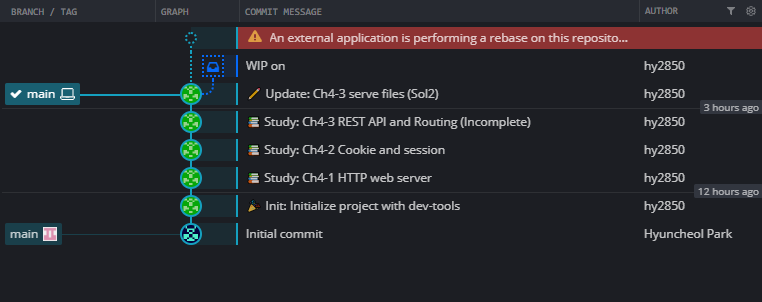 BRANCH / TAG GRAPH COMMIT MESSAGE AUTHOR
An external application is performing a rebase on this reposito...
WIP on hy2850
main Update: Ch4-3 serve files (Sol2) hy2850
3 hours ago
Study: Ch4-3 REST API and Routing (Incomplete) hy2850
Study: Ch4-2 Cookie and session hy2850
Study: Ch4-1 HTTP web server hy2850
12 hours ago
Init: Initialize project with dev-tools hy2850
main Initial commit Hyuncheol Park